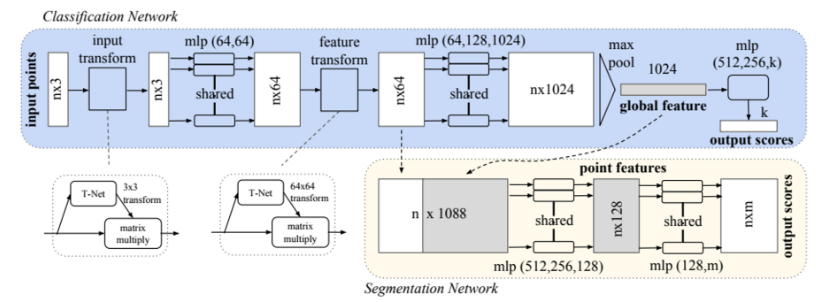 Classification Network
input points
nx3
input
transform
nx3
mlp (64,64)
shared
nx64
feature
transform
nx64
mlp (64,128,1024)
shared
nx1024
max
pool
1024
global feature
mlp
(512,256,k)
k
output scores
T-Net
3x3
transform
matrix
multiply
T-Net
64x64
transform
matrix
multiply
point features
n x 1088
shared
mlp (512,256,128)
nx128
shared
mlp (128,m)
nxm
output scores
Segmentation Network